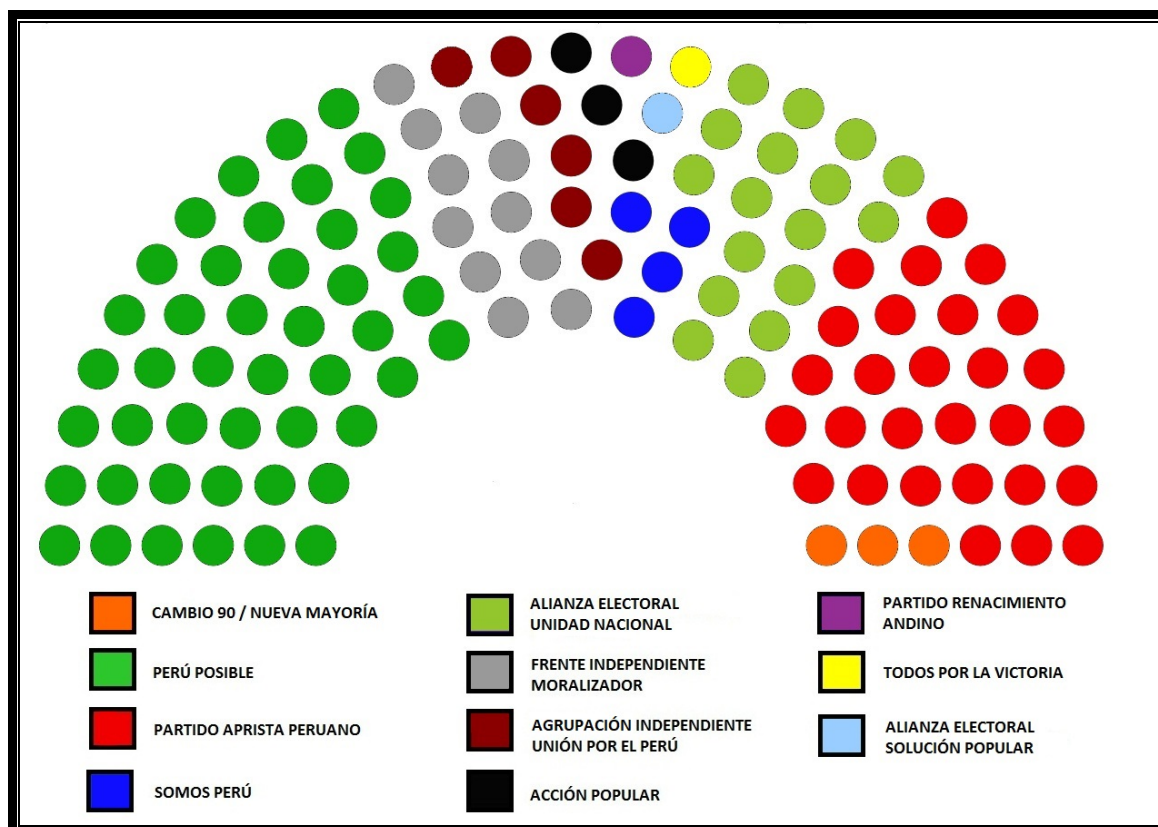 CAMBIO 90 / NUEVA MAYORÍA
PERÚ POSIBLE
PARTIDO APRISTA PERUANO
SOMOS PERÚ
ALIANZA ELECTORAL
UNIDAD NACIONAL
FRENTE INDEPENDIENTE
MORALIZADOR
AGRUPACIÓN INDEPENDIENTE
UNIÓN POR EL PERÚ
ACCIÓN POPULAR
PARTIDO RENACIMIENTO
ANDINO
TODOS POR LA VICTORIA
ALIANZA ELECTORAL
SOLUCIÓN POPULAR